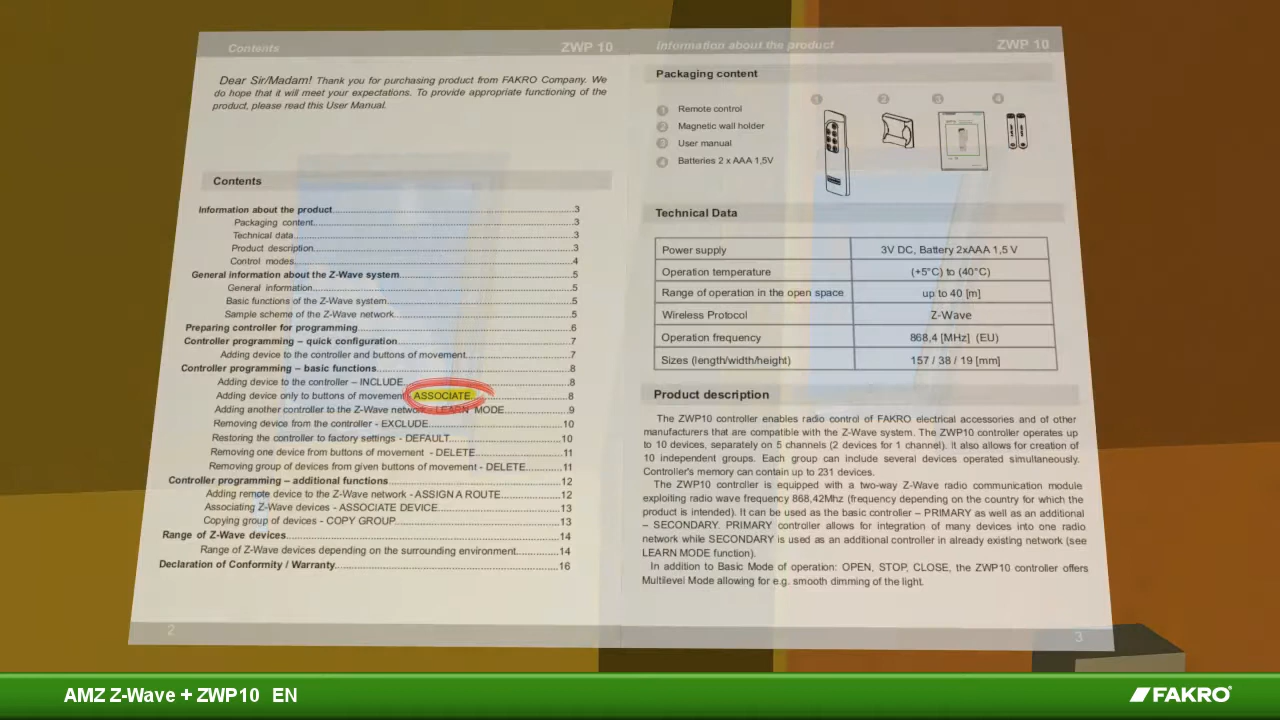 Contents ZWP 10
Dear Sir/Madam! Thank you for purchasing product from FAKRO Company. We
do hope that it will meet your expectations. To provide appropriate functioning of the
product, please read this User Manual.
Contents
Information about the product 3
Packaging content 3
Technical data 3
Product description 3
Control modes 4
General information about the Z-Wave system 5
General information 5
Basic functions of the Z-Wave system 5
Sample scheme of the Z-Wave network 5
Preparing controller for programming 6
Controller programming – quick configuration 7
Adding device to the controller and buttons of movement 7
Controller programming – basic functions 8
Adding device to the controller – INCLUDE 8
Adding device only to buttons of movement - ASSOCIATE 8
Adding another controller to the Z-Wave network - LEARN MODE 9
Removing device from the controller - EXCLUDE 10
Restoring the controller to factory settings - DEFAULT 10
Removing one device from buttons of movement - DELETE 11
Removing group of devices from given buttons of movement - DELETE 11
Controller programming – additional functions 12
Adding remote device to the Z-Wave network - ASSIGN A ROUTE 12
Associating Z-Wave devices - ASSOCIATE DEVICE 13
Copying group of devices - COPY GROUP 13
Range of Z-Wave devices 14
Range of Z-Wave devices depending on the surrounding environment 14
Declaration of Conformity / Warranty 16
2
Information about the product ZWP 10
Packaging content
1 Remote control
2 Magnetic wall holder
3 User manual
4 Batteries 2 x AAA 1,5V
1 2 3 4
Technical Data
Power supply 3V DC, Battery 2xAAA 1,5 V
Operation temperature (+5°C) to (40°C)
Range of operation in the open space up to 40 [m]
Wireless Protocol Z-Wave
Operation frequency 868,4 [MHz] (EU)
Sizes (length/width/height) 157 / 38 / 19 [mm]
Product description
The ZWP10 controller enables radio control of FAKRO electrical accessories and of other
manufacturers that are compatible with the Z-Wave system. The ZWP10 controller operates up
to 10 devices, separately on 5 channels (2 devices for 1 channel). It also allows for creation of
10 independent groups. Each group can include several devices operated simultaneously.
Controller's memory can contain up to 231 devices.
The ZWP10 controller is equipped with a two-way Z-Wave radio communication module
exploiting radio wave frequency 868,42Mhz (frequency depending on the country for which the
product is intended). It can be used as the basic controller – PRIMARY as well as an additional
– SECONDARY. PRIMARY controller allows for integration of many devices into one radio
network while SECONDARY is used as an additional controller in already existing network (see
LEARN MODE function).
In addition to Basic Mode of operation: OPEN, STOP, CLOSE, the ZWP10 controller offers
Multilevel Mode allowing for e.g. smooth dimming of the light.
3
AMZ Z-Wave + ZWP10 EN
FAKRO®